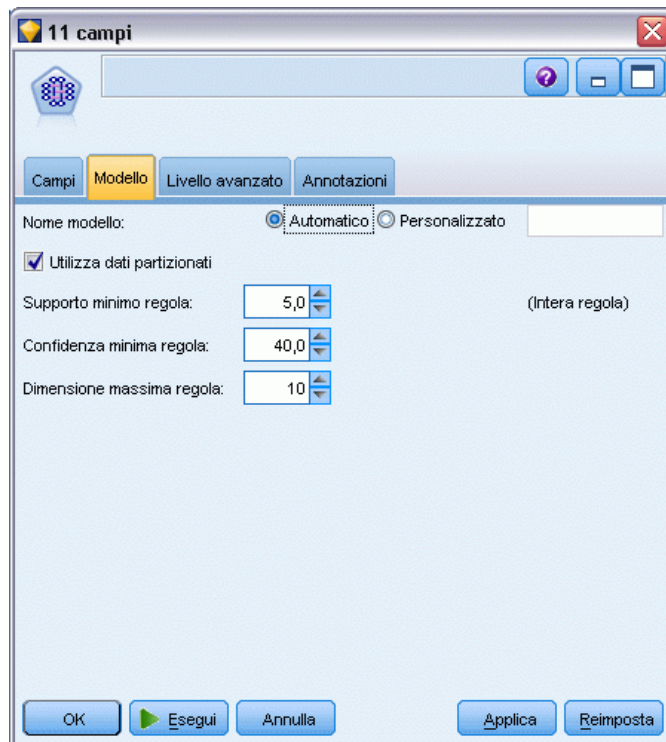 11 campi
Campi Modello Livello avanzato Annotazioni
Nome modello: Automatico Personalizzato
Utilizza dati partizionati
Supporto minimo regola: 5,0 (Intera regola)
Confidenza minima regola: 40,0
Dimensione massima regola: 10
OK Esegui Annulla Applica Reimposta